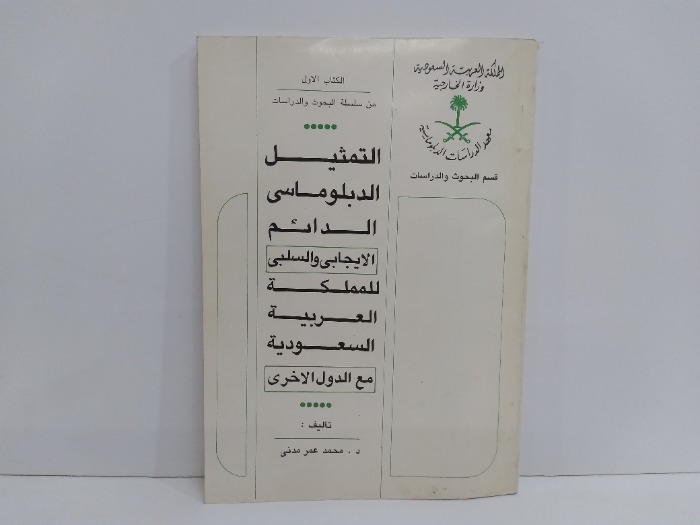 المملكة العربية السعودية
وزارة الخارجية
معهد الدراسات الدبلوماسية
قسم البحوث والدراسات
الكتاب الاول
من سلسلة البحوث والدراسات
التمثيل
الدبلوماسى
الدائم
الايجابى والسلبى
للمملكة
العربية
السعودية
مع الدول الاخرى
تاليف :
د . محمد عمر مدنى